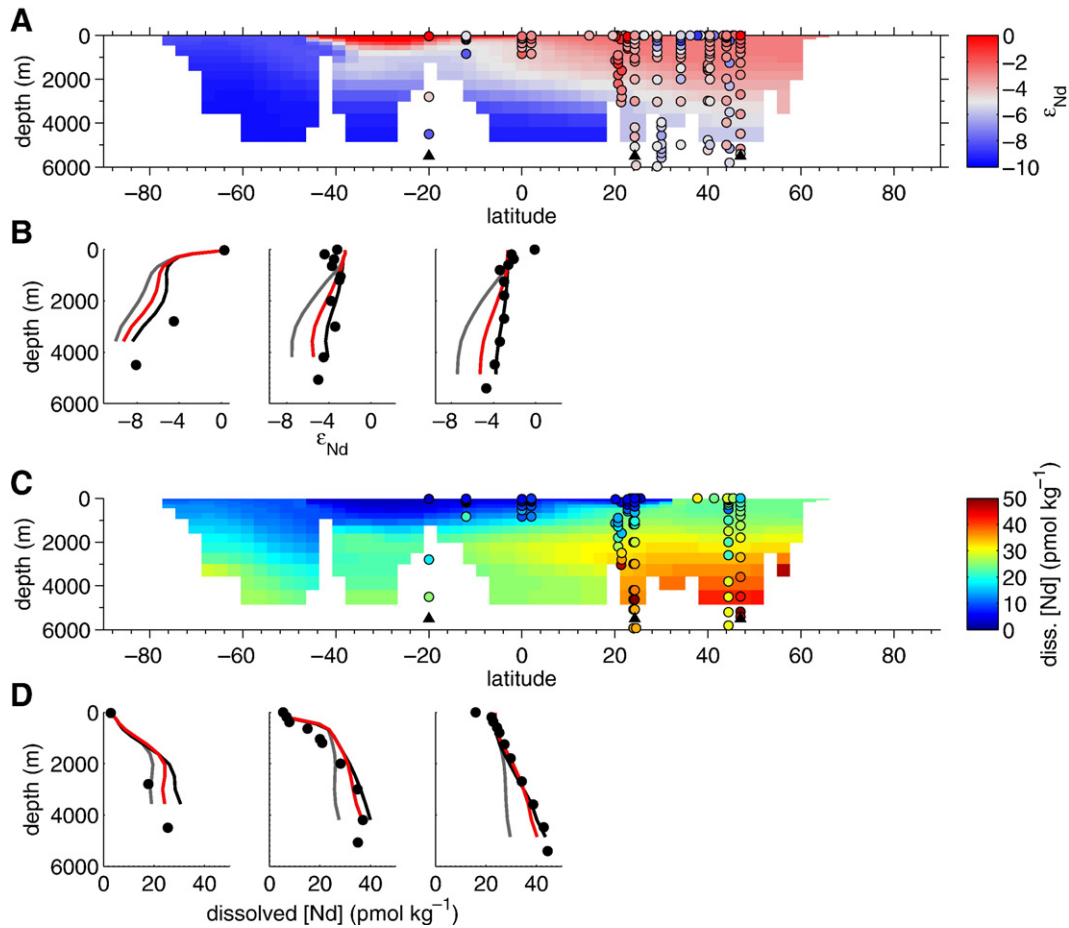 A
depth (m)
0
2000
4000
6000
−80 −60 −40 −20 0 20 40 60 80
latitude
0
−2
−4
−6
−8
−10
εNd
B
depth (m)
0
2000
4000
6000
−8 −4 0 −8 −4 0 −8 −4 0
εNd
C
depth (m)
0
2000
4000
6000
−80 −60 −40 −20 0 20 40 60 80
latitude
50
40
30
20
10
0
diss. [Nd] (pmol kg⁻¹)
D
depth (m)
0
2000
4000
6000
0 20 40 0 20 40 0 20 40
dissolved [Nd] (pmol kg⁻¹)